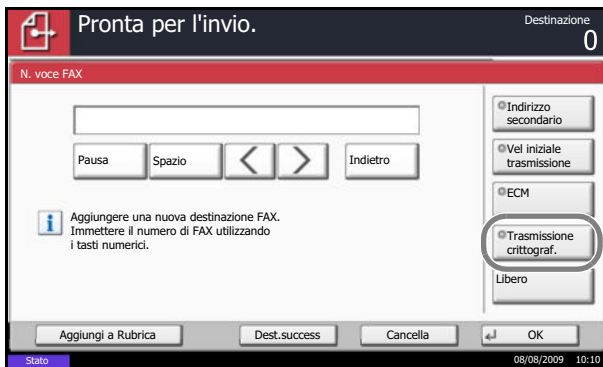 Pronta per l'invio.
Destinazione
0
N. voce FAX
Indirizzo
secondario
Pausa
Spazio
Indietro
Vel iniziale
trasmissione
ECM
Aggiungere una nuova destinazione FAX.
Immettere il numero di FAX utilizzando
i tasti numerici.
Trasmissione
crittograf.
Libero
Aggiungi a Rubrica
Dest.success
Cancella
OK
Stato
08/08/2009 10:10